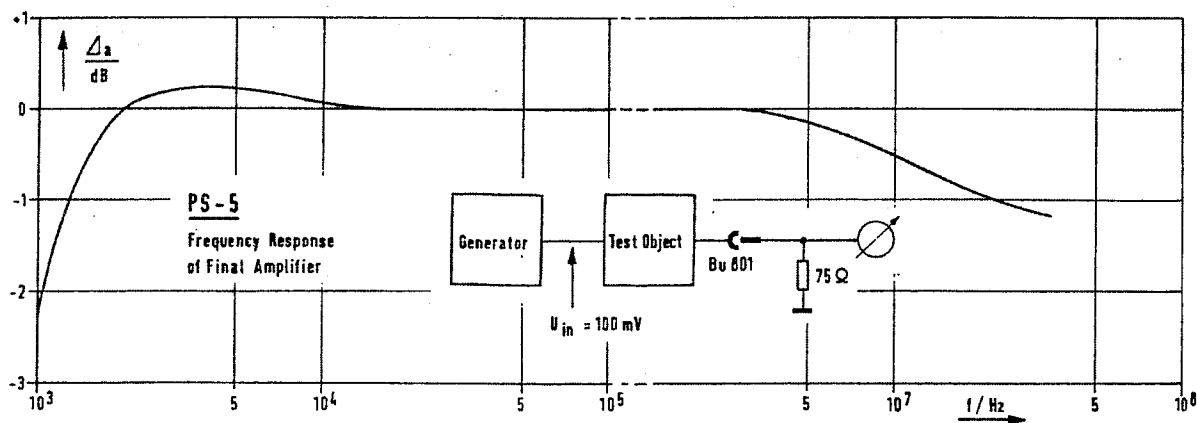 +1
Δa
dB
0
-1
-2
-3
PS-5
Frequency Response
of Final Amplifier
Generator
Test Object
Bu 801
75 Ω
U in = 100 mV
10³ 5 10⁴ 5 10⁵ 5 10⁷ f / Hz 5 10⁸